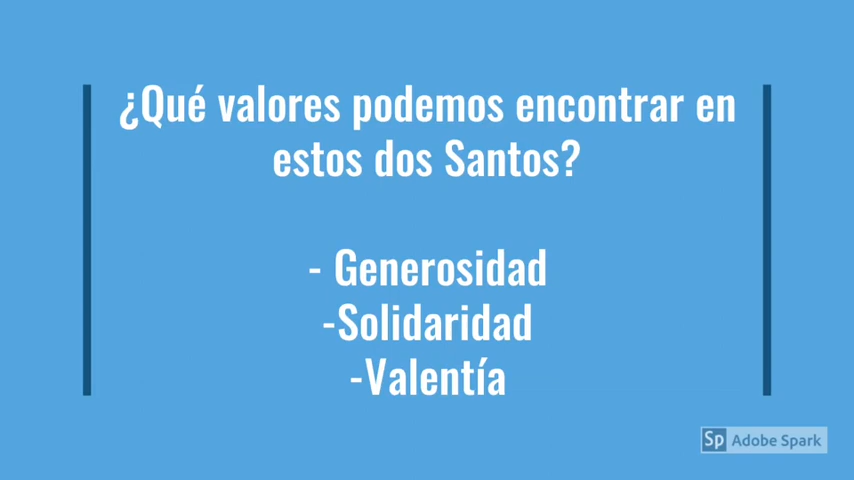 ¿Qué valores podemos encontrar en
estos dos Santos?
- Generosidad
-Solidaridad
-Valentía
Sp Adobe Spark